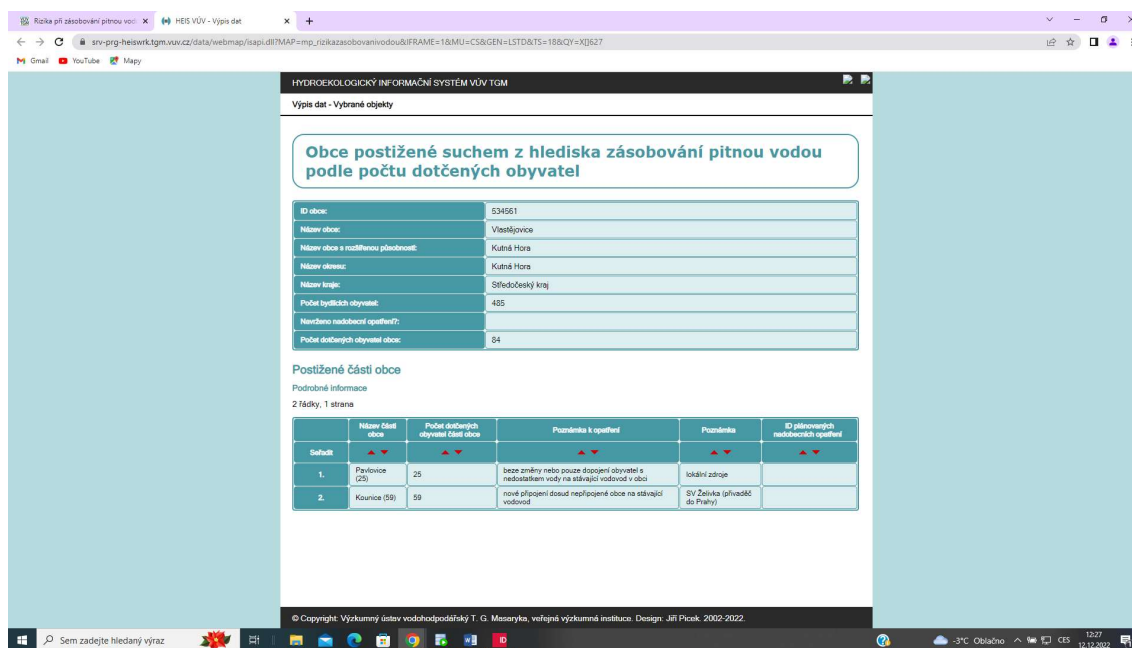 Rizika při zásobování pitnou vod
HEIS VÚV - Výpis dat
srv-prg-heiswrk.tgm.vuv.cz/data/webmap/isapi.dll?MAP=mp_rizikazasobovanivodou&IFRAME=1&MU=CS&GEN=LSTD&TS=18&QY=X[]627
Gmail YouTube Mapy
HYDROEKOLOGICKÝ INFORMAČNÍ SYSTÉM VÚV TGM
Výpis dat - Vybrané objekty
Obce postižené suchem z hlediska zásobování pitnou vodou
podle počtu dotčených obyvatel
ID obce: 534561
Název obce: Vlastějovice
Název obce s rozšířenou působností: Kutná Hora
Název okresu: Kutná Hora
Název kraje: Středočeský kraj
Počet bydlících obyvatel: 485
Navrženo nadobecní opatření?:
Počet dotčených obyvatel obce: 84
Postižené části obce
Podrobné informace
2 řádky, 1 strana
Název části obce
Počet dotčených obyvatel části obce
Poznámka k opatření
Poznámka
ID plánovaných nadobecních opatření
Seřadit
1.
Pavlovice
(25)
25
beze změny nebo pouze dopojení obyvatel s
nedostatkem vody na stávající vodovod v obci
lokální zdroje
2.
Kounice (59)
59
nové připojení dosud nepřipojené obce na stávající
vodovod
SV Želivka (přivaděč
do Prahy)
© Copyright: Výzkumný ústav vodohodpodářský T. G. Masaryka, veřejná výzkumná instituce. Design: Jiří Picek. 2002-2022.
Sem zadejte hledaný výraz
-3°C Oblačno
CES
12:27
12.12.2022